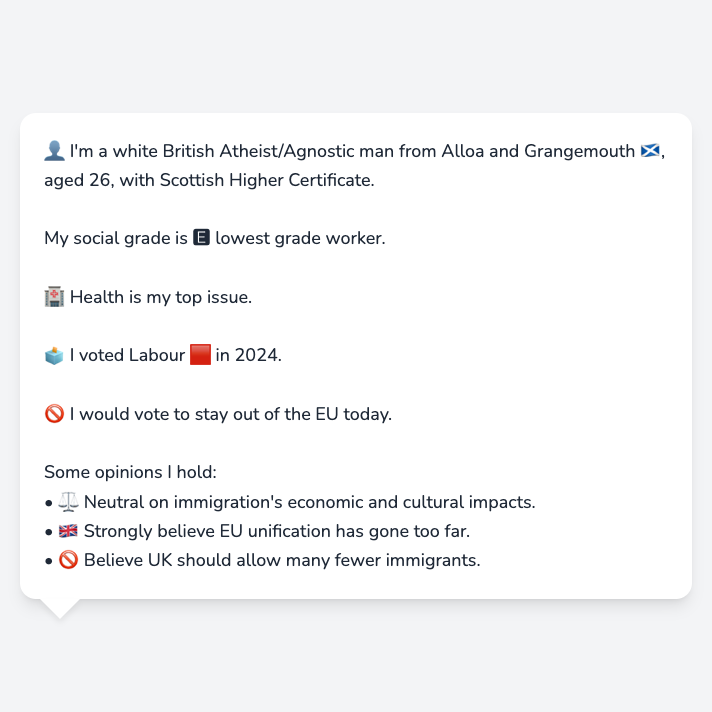 👤 I'm a white British Atheist/Agnostic man from Alloa and Grangemouth 🏴󠁧󠁢󠁳󠁣󠁴󠁿,
aged 26, with Scottish Higher Certificate.
My social grade is 🅴 lowest grade worker.
🏥 Health is my top issue.
🗳️ I voted Labour 🟥 in 2024.
🚫 I would vote to stay out of the EU today.
Some opinions I hold:
• ⚖️ Neutral on immigration's economic and cultural impacts.
• 🇬🇧 Strongly believe EU unification has gone too far.
• 🚫 Believe UK should allow many fewer immigrants.